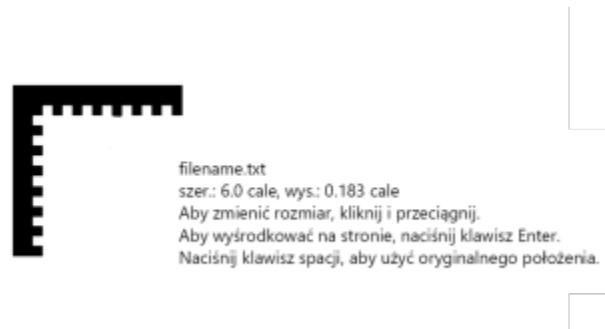 filename.txt
szer.: 6.0 cale, wys.: 0.183 cale
Aby zmienić rozmiar, kliknij i przeciągnij.
Aby wyśrodkować na stronie, naciśnij klawisz Enter.
Naciśnij klawisz spacji, aby użyć oryginalnego położenia.